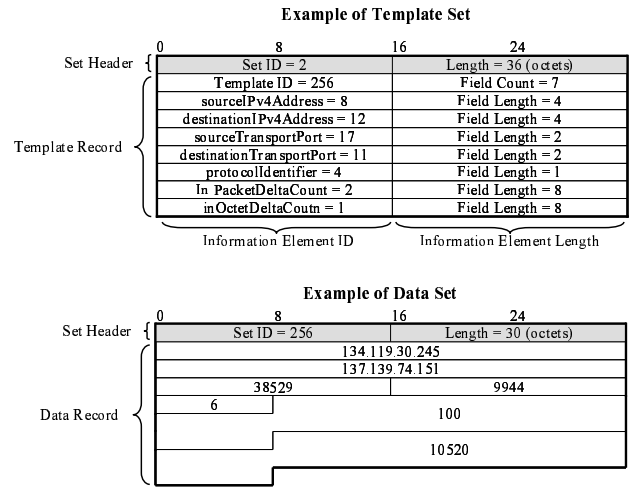 Example of Template Set
0 8 16 24
Set Header Set ID = 2 Length = 36 (octets)
Template ID = 256 Field Count = 7
sourceIPv4Address = 8 Field Length = 4
destinationIPv4Address = 12 Field Length = 4
sourceTransportPort = 17 Field Length = 2
Template Record destinationTransportPort = 11 Field Length = 2
protocolIdentifier = 4 Field Length = 1
In PacketDeltaCount = 2 Field Length = 8
inOctetDeltaCoutn = 1 Field Length = 8
Information Element ID Information Element Length
Example of Data Set
0 8 16 24
Set Header Set ID = 256 Length = 30 (octets)
134.119.30.245
137.139.74.151
38529 9944
Data Record 6 100
10520